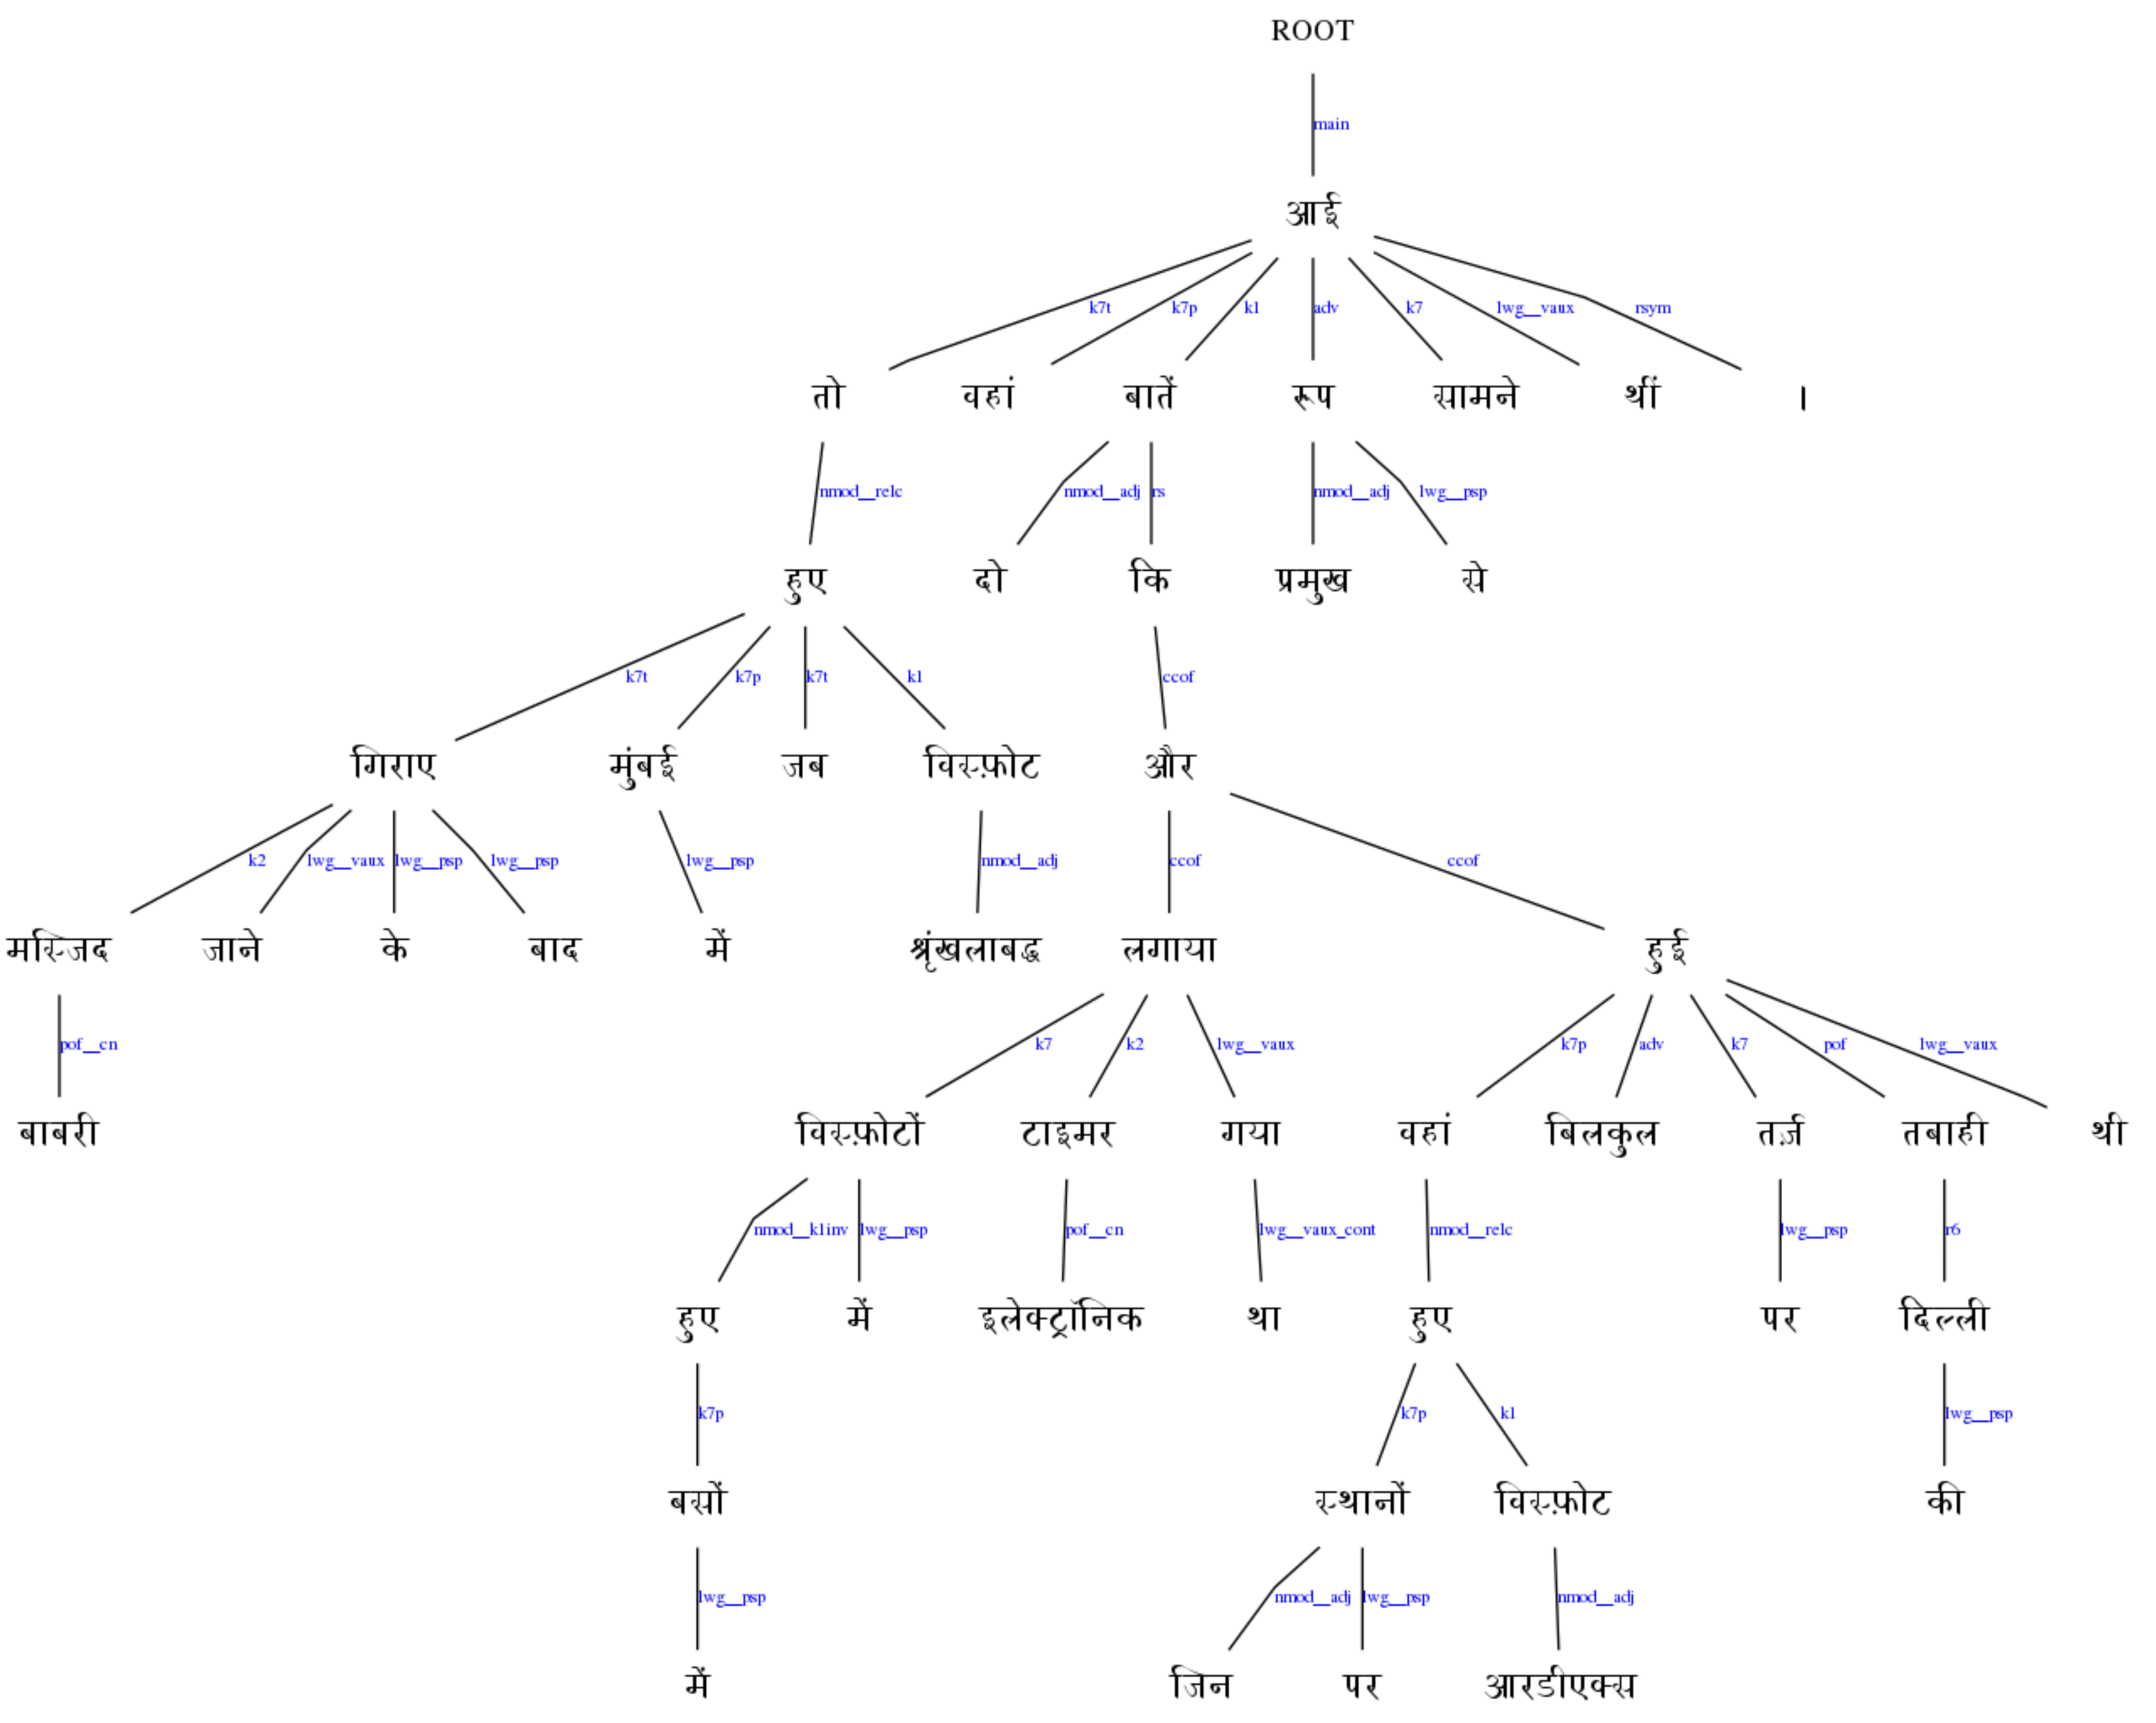 ROOT
main
आई
k7t k7p k1 adv k7 lwg__vaux rsym
तो वहां बातें रूप सामने थीं ।
nmod__relc nmod__adj rs nmod__adj lwg__psp
हुए दो कि प्रमुख से
k7t k7p k7t k1 ccof
गिराए मुंबई जब विस्फ़ोट और
k2 lwg__vaux lwg__psp lwg__psp lwg__psp nmod__adj ccof ccof
मस्जिद जाने के बाद में श्रृंखलाबद्ध लगाया हुई
pof__cn k7 k2 lwg__vaux k7p adv k7 pof lwg__vaux
बाबरी विस्फ़ोटों टाइमर गया वहां बिलकुल तर्ज़ तबाही थी
nmod__k1inv lwg__psp pof__cn lwg__vaux_cont nmod__relc lwg__psp r6
हुए में इलेक्ट्रॉनिक था हुए पर दिल्ली
k7p k7p k1 lwg__psp
बसों स्थानों विस्फ़ोट की
lwg__psp nmod__adj lwg__psp nmod__adj
में जिन पर आरडीएक्स